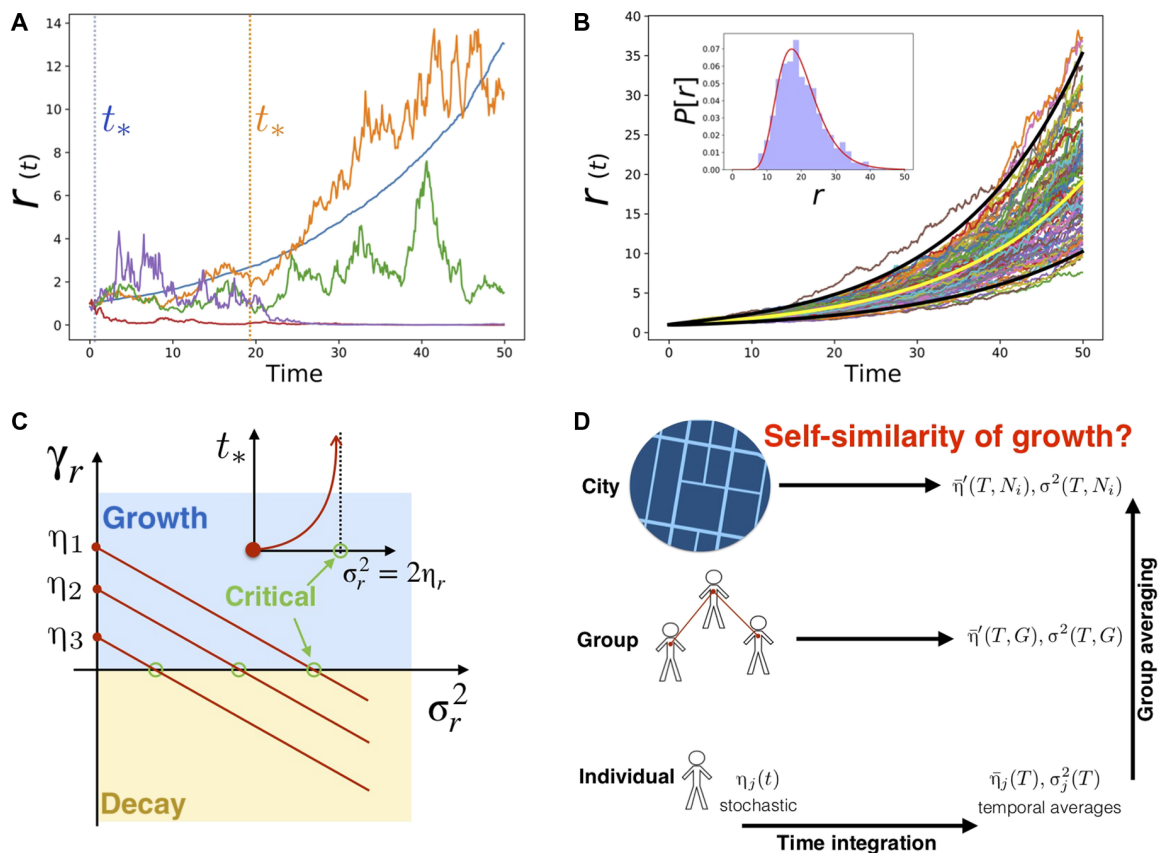 A
14
12
10
8
6
4
2
0
r (t)
t*
t*
0 10 20 30 40 50
Time
B
40
35
30
25
20
15
10
5
0
r (t)
0.07
0.06
0.05
0.04
0.03
0.02
0.01
0.00
P[r]
0 10 20 30 40 50
r
0 10 20 30 40 50
Time
C
γr
t*
Growth
η1
η2
η3
σr² = 2ηr
Critical
σr²
Decay
D
Self-similarity of growth?
City
η̄′(T, Ni), σ²(T, Ni)
Group
η̄′(T, G), σ²(T, G)
Group averaging
Individual
ηj(t)
stochastic
η̄j(T), σj²(T)
temporal averages
Time integration